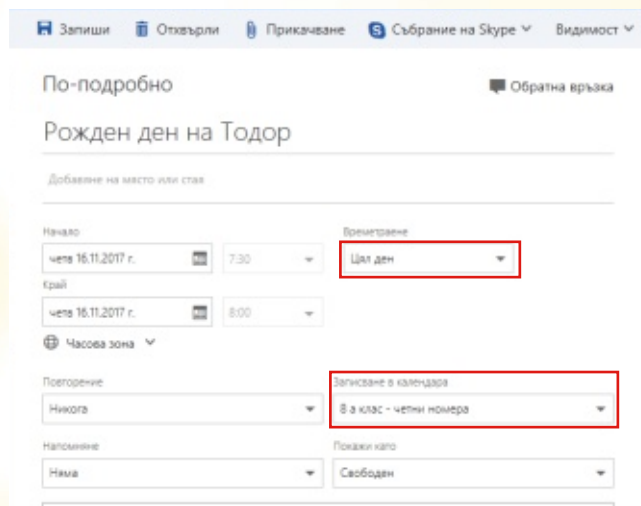 Запиши Отхвърли Прикачване Събрание на Skype Видимост
По-подробно Обратна връзка
Рожден ден на Тодор
Добавяне на място или стая
Начало Времетраене
четв 16.11.2017 г. 7:30 Цял ден
Край
четв 16.11.2017 г. 8:00
Часова зона
Повторение Записване в календара
Никога 8 а клас - четни номера
Напомняне Покажи като
Няма Свободен